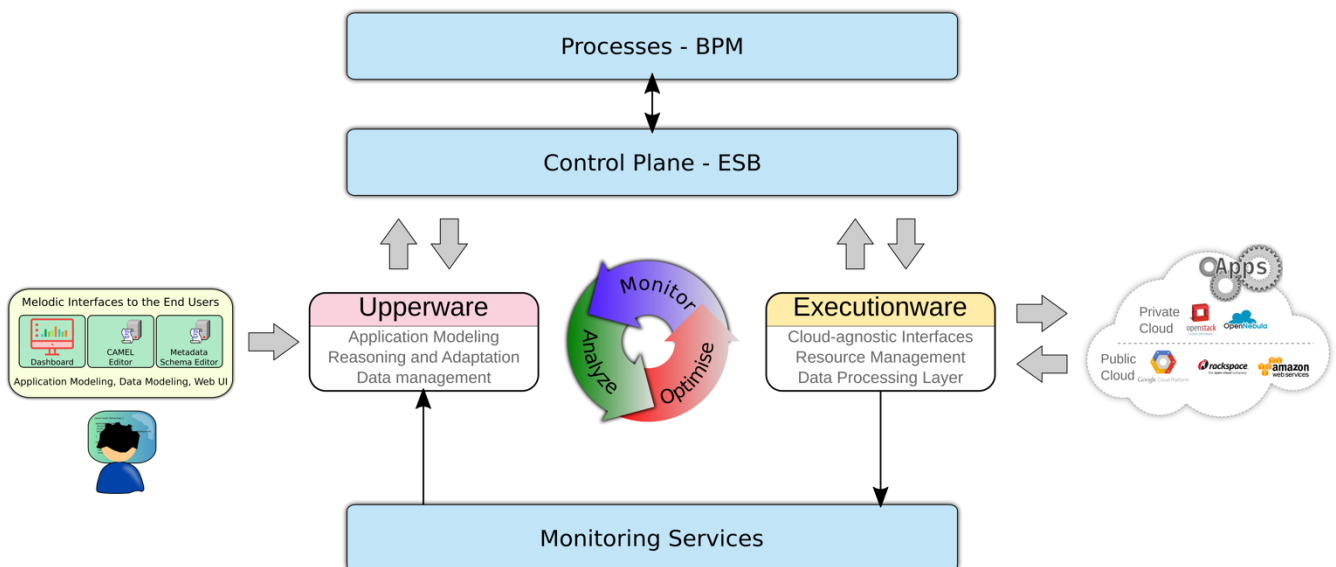 Processes - BPM
Control Plane - ESB
Melodic Interfaces to the End Users
Dashboard
CAMEL
Editor
Metadata
Schema Editor
Application Modeling, Data Modeling, Web UI
Upperware
Application Modeling
Reasoning and Adaptation
Data management
Monitor
Analyze
Optimise
Executionware
Cloud-agnostic Interfaces
Resource Management
Data Processing Layer
Apps
Private
Cloud
openstack
OpenNebula
Public
Cloud
Google Cloud Platform
rackspace
amazon
webservices
Monitoring Services